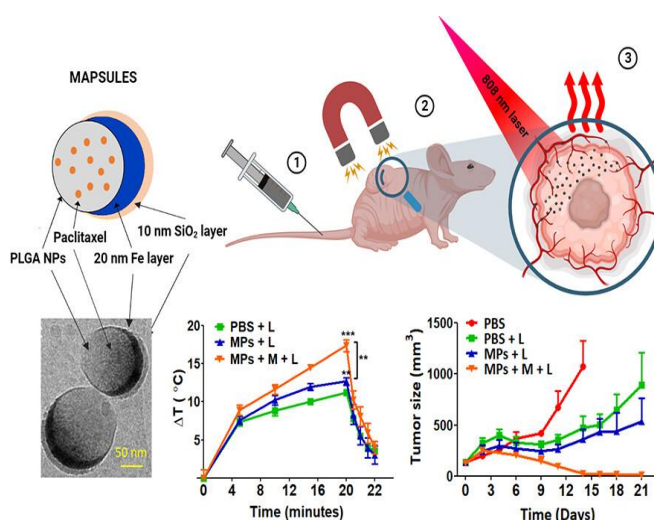 MAPSULES
1
2
3
808 nm laser
Paclitaxel
10 nm SiO₂ layer
PLGA NPs
20 nm Fe layer
50 nm
PBS + L
MPs + L
MPs + M + L
***
**
**
ΔT (°C)
20
15
10
5
0
0 4 8 12 16 20 22
Time (minutes)
PBS
PBS + L
MPs + L
MPs + M + L
Tumor size (mm³)
1500
1000
500
0
0 3 6 9 12 15 18 21
Time (Days)